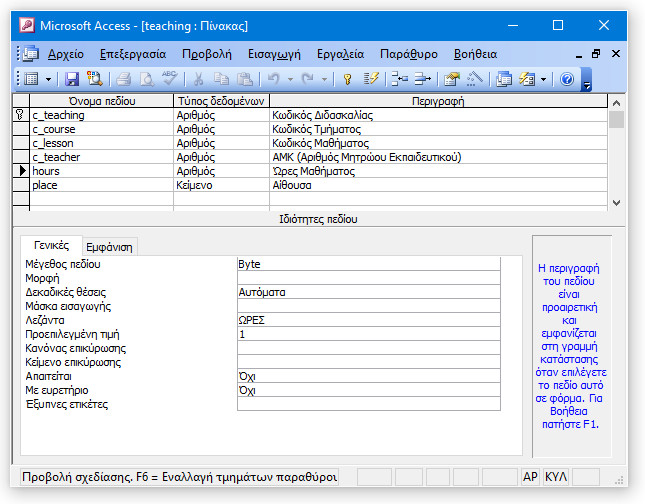 Microsoft Access - [teaching : Πίνακας]
Αρχείο Επεξεργασία Προβολή Εισαγωγή Εργαλεία Παράθυρο Βοήθεια
Όνομα πεδίου Τύπος δεδομένων Περιγραφή
c_teaching Αριθμός Κωδικός Διδασκαλίας
c_course Αριθμός Κωδικός Τμήματος
c_lesson Αριθμός Κωδικός Μαθήματος
c_teacher Αριθμός ΑΜΚ (Αριθμός Μητρώου Εκπαιδευτικού)
hours Αριθμός Ώρες Μαθήματος
place Κείμενο Αίθουσα
Ιδιότητες πεδίου
Γενικές Εμφάνιση
Μέγεθος πεδίου Byte
Μορφή
Δεκαδικές θέσεις Αυτόματα
Μάσκα εισαγωγής
Λεζάντα ΩΡΕΣ
Προεπιλεγμένη τιμή 1
Κανόνας επικύρωσης
Κείμενο επικύρωσης
Απαιτείται Όχι
Με ευρετήριο Όχι
Έξυπνες ετικέτες
Η περιγραφή
του πεδίου
είναι
προαιρετική
και
εμφανίζεται
στη γραμμή
κατάστασης
όταν επιλέγετε
το πεδίο αυτό
σε φόρμα. Για
Βοήθεια
πατήστε F1.
Προβολή σχεδίασης. F6 = Εναλλαγή τμημάτων παραθύρου ΑΡ ΚΥΛ